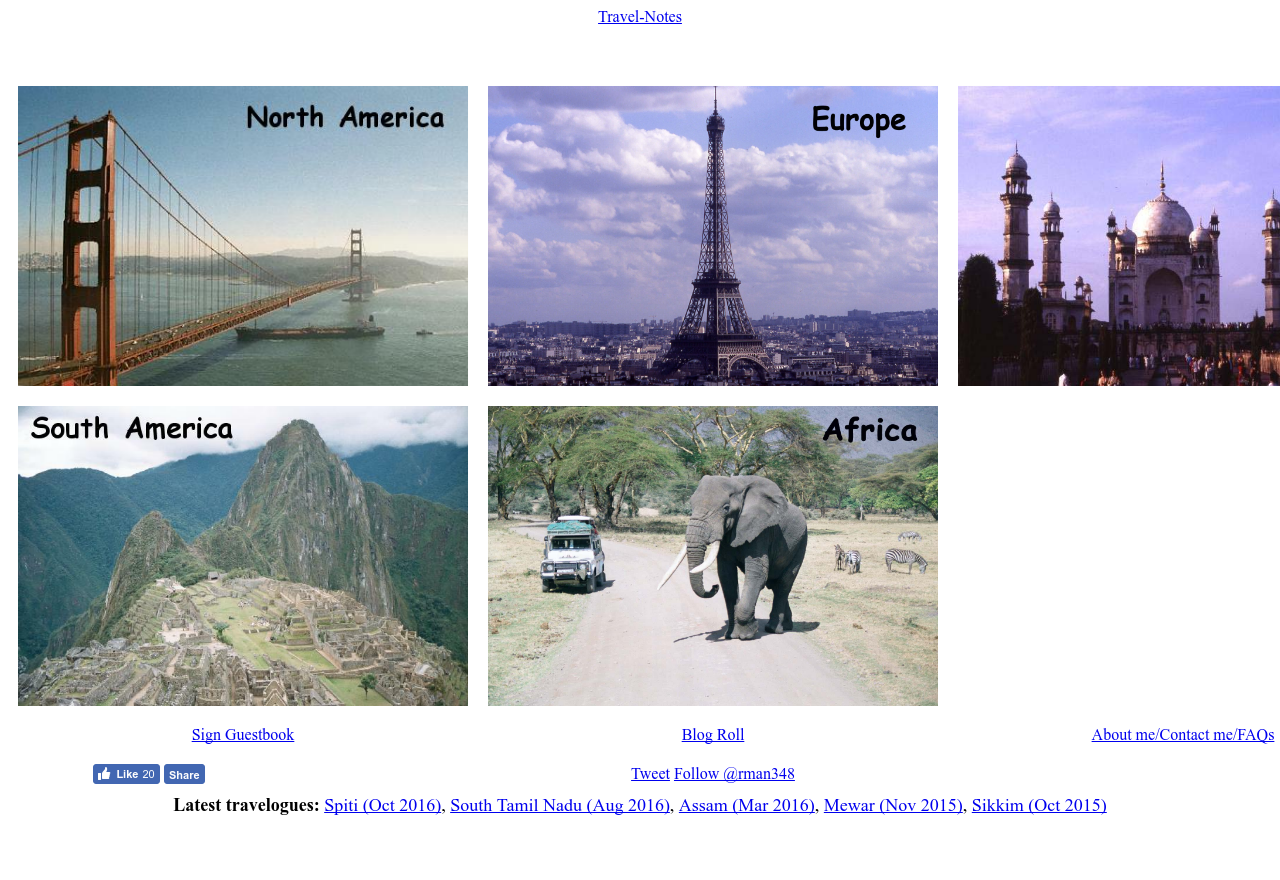 Travel-Notes
North America
Europe
South America
Africa
Sign Guestbook
Blog Roll
About me/Contact me/FAQs
Like 20 Share
Tweet Follow @rman348
Latest travelogues: Spiti (Oct 2016), South Tamil Nadu (Aug 2016), Assam (Mar 2016), Mewar (Nov 2015), Sikkim (Oct 2015)